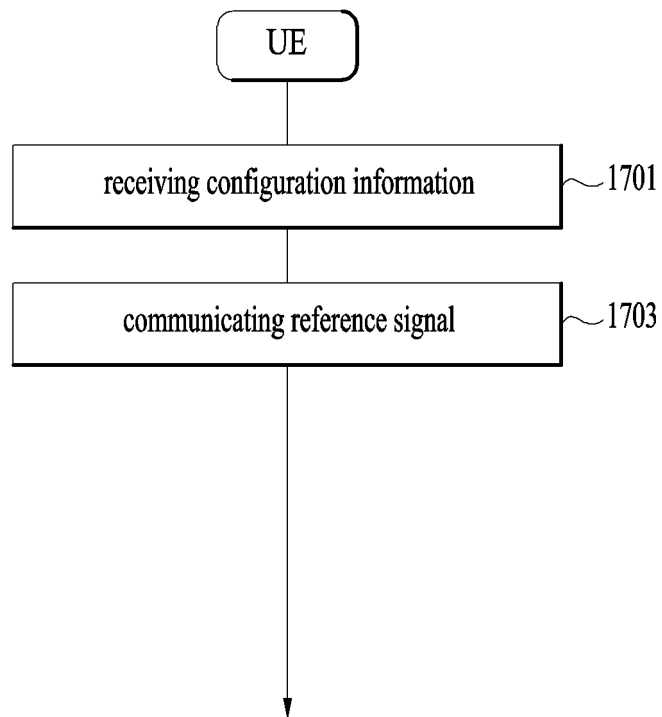 UE
receiving configuration information
1701
communicating reference signal
1703